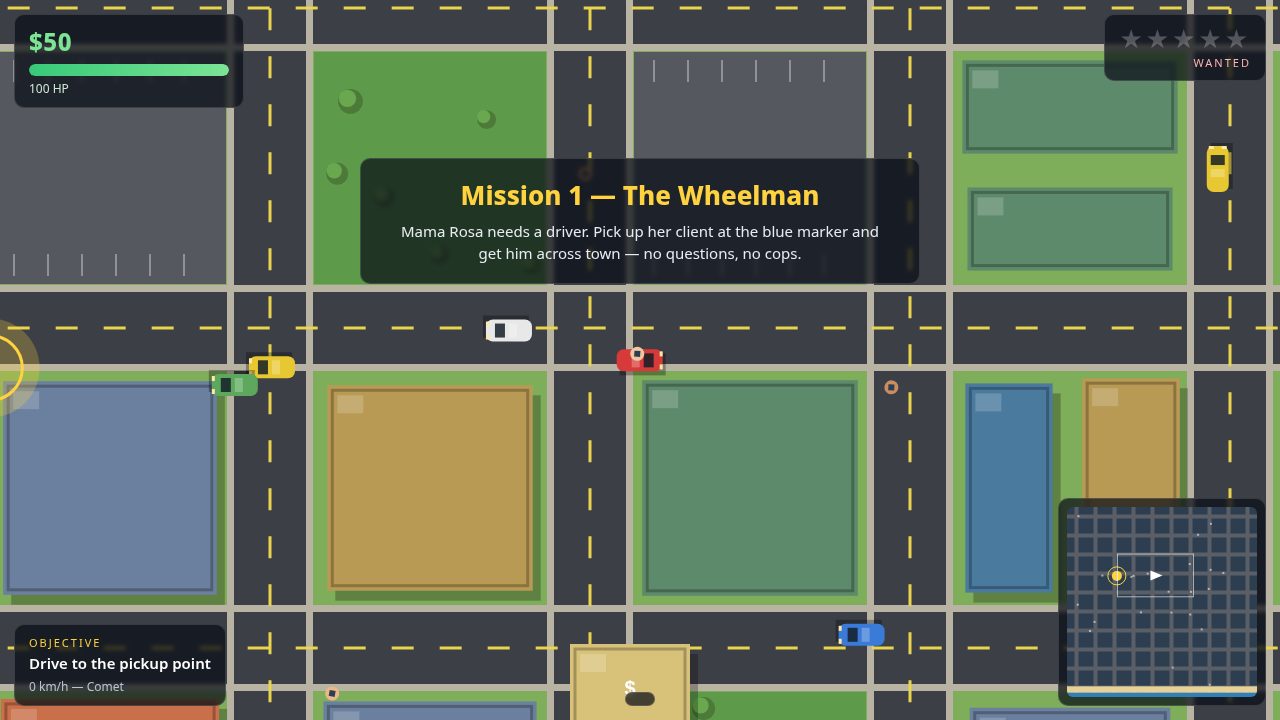 $50
100 HP
WANTED
Mission 1 — The Wheelman
Mama Rosa needs a driver. Pick up her client at the blue marker and
get him across town — no questions, no cops.
OBJECTIVE
Drive to the pickup point
0 km/h — Comet
$